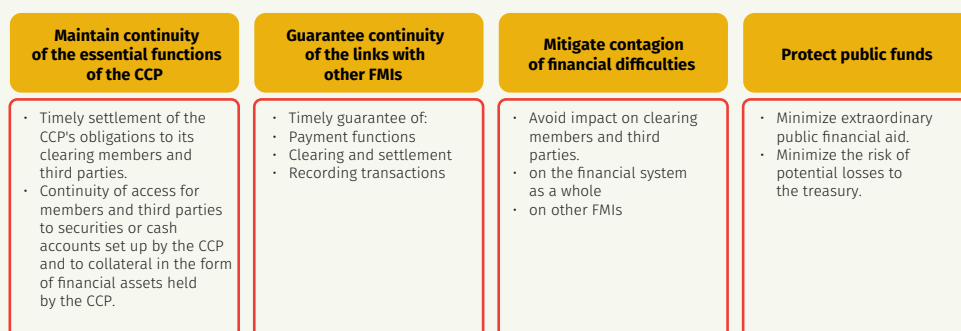 Maintain continuity
of the essential functions
of the CCP
· Timely settlement of the
CCP's obligations to its
clearing members and
third parties.
· Continuity of access for
members and third parties
to securities or cash
accounts set up by the CCP
and to collateral in the form
of financial assets held
by the CCP.
Guarantee continuity
of the links with
other FMIs
· Timely guarantee of:
· Payment functions
· Clearing and settlement
· Recording transactions
Mitigate contagion
of financial difficulties
· Avoid impact on clearing
members and third
parties.
· on the financial system
as a whole
· on other FMIs
Protect public funds
· Minimize extraordinary
public financial aid.
· Minimize the risk of
potential losses to
the treasury.